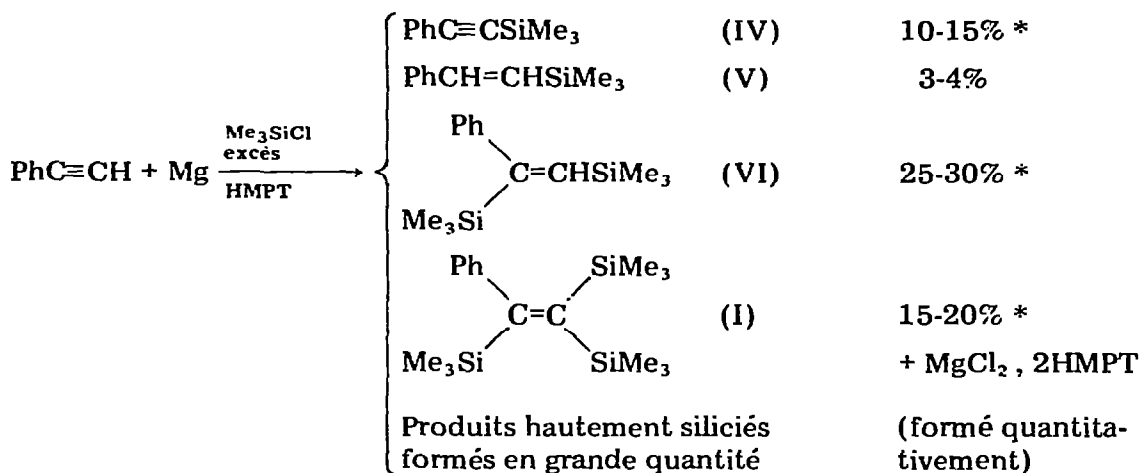 PhC≡CSiMe₃ (IV) 10-15% *
PhCH=CHSiMe₃ (V) 3-4%
PhC≡CH + Mg
Me₃SiCl
excès
HMPT
Ph
C=CHSiMe₃ (VI) 25-30% *
Me₃Si
Ph SiMe₃
C=C (I) 15-20% *
Me₃Si SiMe₃ + MgCl₂ , 2HMPT
Produits hautement siliciés (formé quantita-
formés en grande quantité tivement)